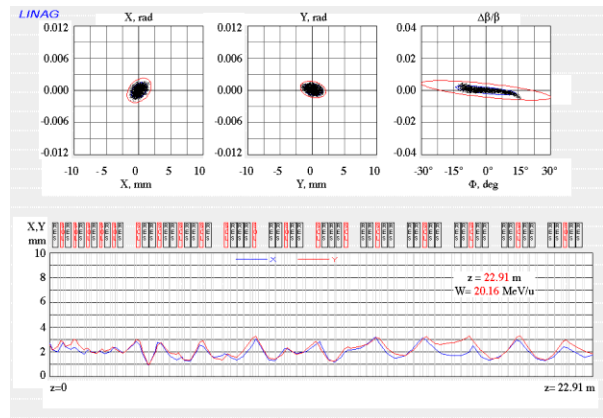 LINAG
X, rad
Y, rad
Δβ/β
0.012
0.006
0.000
-0.006
-0.012
-10 -5 0 5 10
X, mm
0.012
0.006
0.000
-0.006
-0.012
-10 -5 0 5 10
Y, mm
0.04
0.02
0.00
-0.02
-0.04
-30° -15° 0 15° 30°
Φ, deg
X,Y
mm
10
8
6
4
2
0
X Y
z = 22.91 m
W= 20.16 MeV/u
z=0
z= 22.91 m